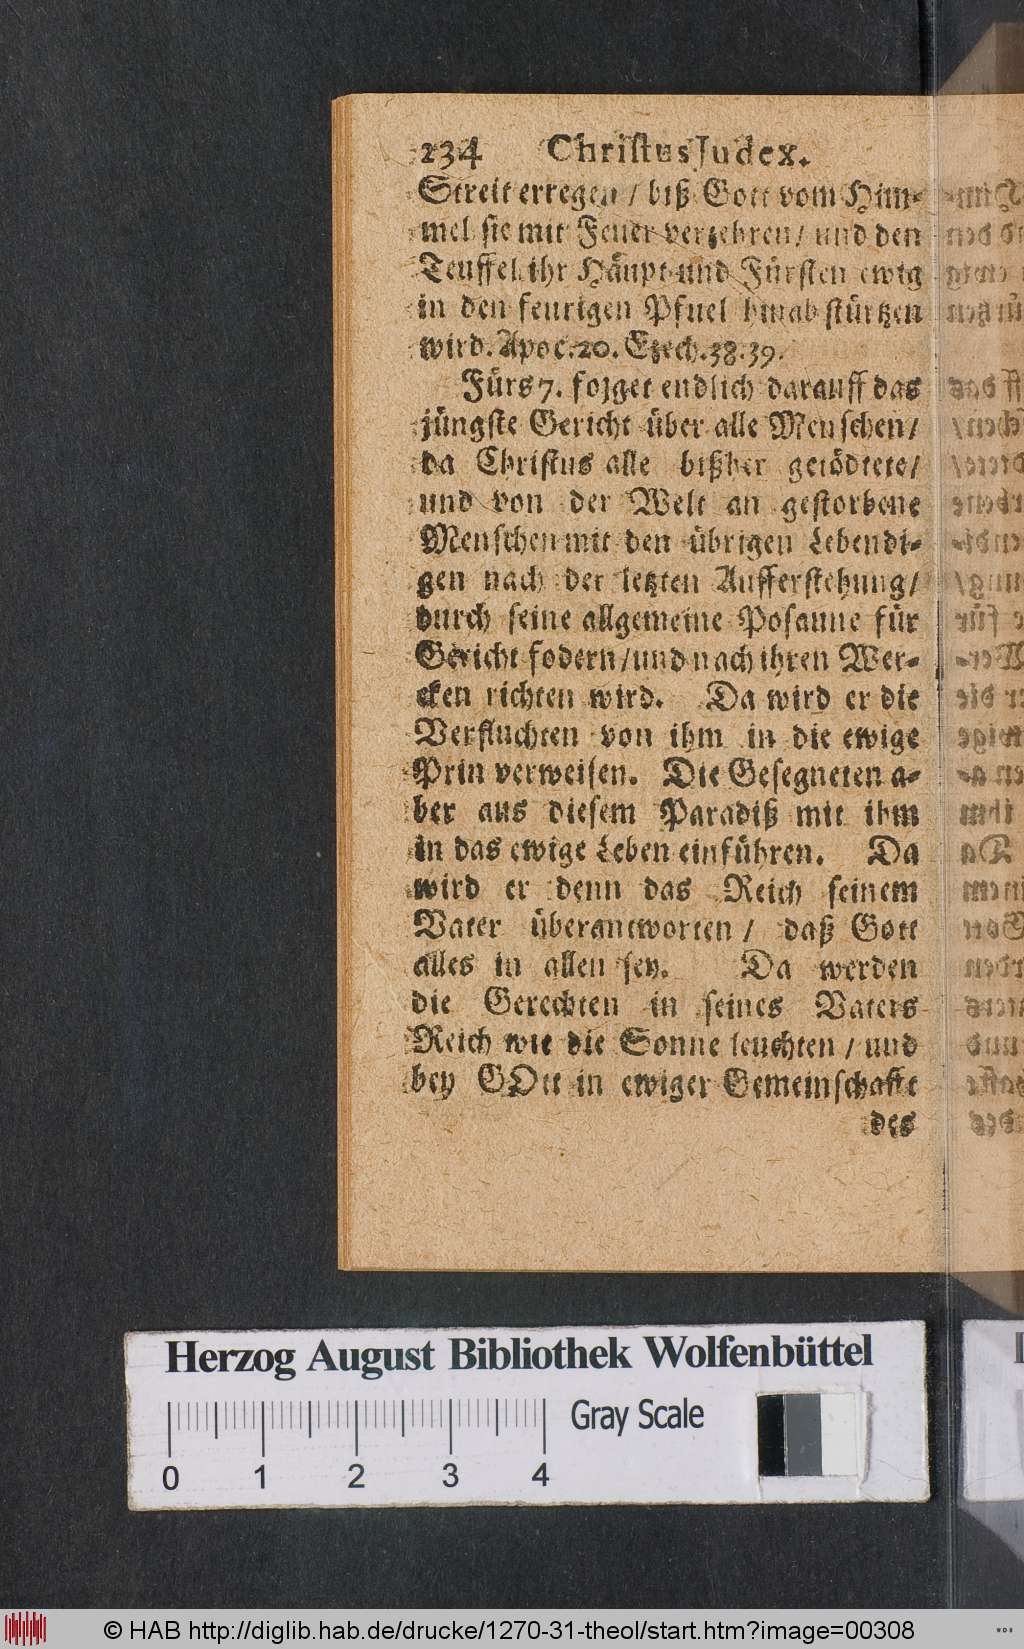 234 Christus Judex.
Streit erregen / biß Gott vom Him-
mel sie mit Feuer verzehren / und den
Teuffel ihr Häupt und Fürsten ewig
in den feurigen Pfuel hinab stürtzen
wird. Apoc. 20. Ezech. 38. 39.
Fürs 7. folget endlich darauff das
jüngste Gericht über alle Menschen /
da Christus alle bißher getödtete /
und von der Welt an gestorbene
Menschen mit den übrigen Lebendi-
gen nach der letzten Aufferstehung /
durch seine allgemeine Posaune für
Gericht fodern / und nach ihren Wer-
cken richten wird. Da wird er die
Verfluchten von ihm in die ewige
Pein verweisen. Die Gesegneten a-
ber aus diesem Paradiß mit ihm
in das ewige Leben einführen. Da
wird er denn das Reich seinem
Vater überantworten / daß Gott
alles in allen sey. Da werden
die Gerechten in seines Vaters
Reich wie die Sonne leuchten / und
bey GOtt in ewiger Gemeinschafft
des
Herzog August Bibliothek Wolfenbüttel
Gray Scale
0 1 2 3 4
© HAB http://diglib.hab.de/drucke/1270-31-theol/start.htm?image=00308